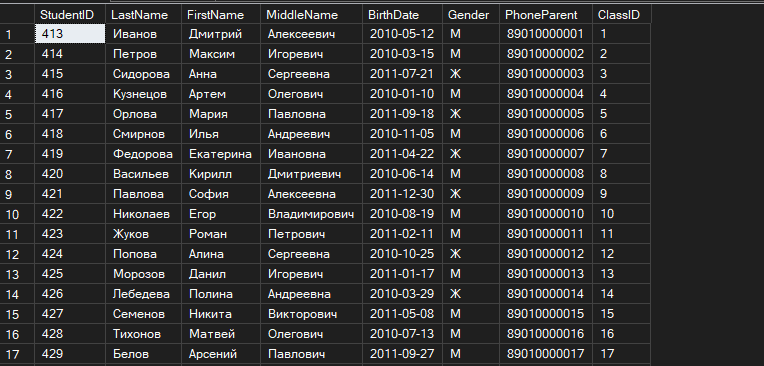 StudentID LastName FirstName MiddleName BirthDate Gender PhoneParent ClassID
1 413 Иванов Дмитрий Алексеевич 2010-05-12 М 89010000001 1
2 414 Петров Максим Игоревич 2010-03-15 М 89010000002 2
3 415 Сидорова Анна Сергеевна 2011-07-21 Ж 89010000003 3
4 416 Кузнецов Артем Олегович 2010-01-10 М 89010000004 4
5 417 Орлова Мария Павловна 2011-09-18 Ж 89010000005 5
6 418 Смирнов Илья Андреевич 2010-11-05 М 89010000006 6
7 419 Федорова Екатерина Ивановна 2011-04-22 Ж 89010000007 7
8 420 Васильев Кирилл Дмитриевич 2010-06-14 М 89010000008 8
9 421 Павлова София Алексеевна 2011-12-30 Ж 89010000009 9
10 422 Николаев Егор Владимирович 2010-08-19 М 89010000010 10
11 423 Жуков Роман Петрович 2011-02-11 М 89010000011 11
12 424 Попова Алина Сергеевна 2010-10-25 Ж 89010000012 12
13 425 Морозов Данил Игоревич 2011-01-17 М 89010000013 13
14 426 Лебедева Полина Андреевна 2010-03-29 Ж 89010000014 14
15 427 Семенов Никита Викторович 2011-05-08 М 89010000015 15
16 428 Тихонов Матвей Олегович 2010-07-13 М 89010000016 16
17 429 Белов Арсений Павлович 2011-09-27 М 89010000017 17